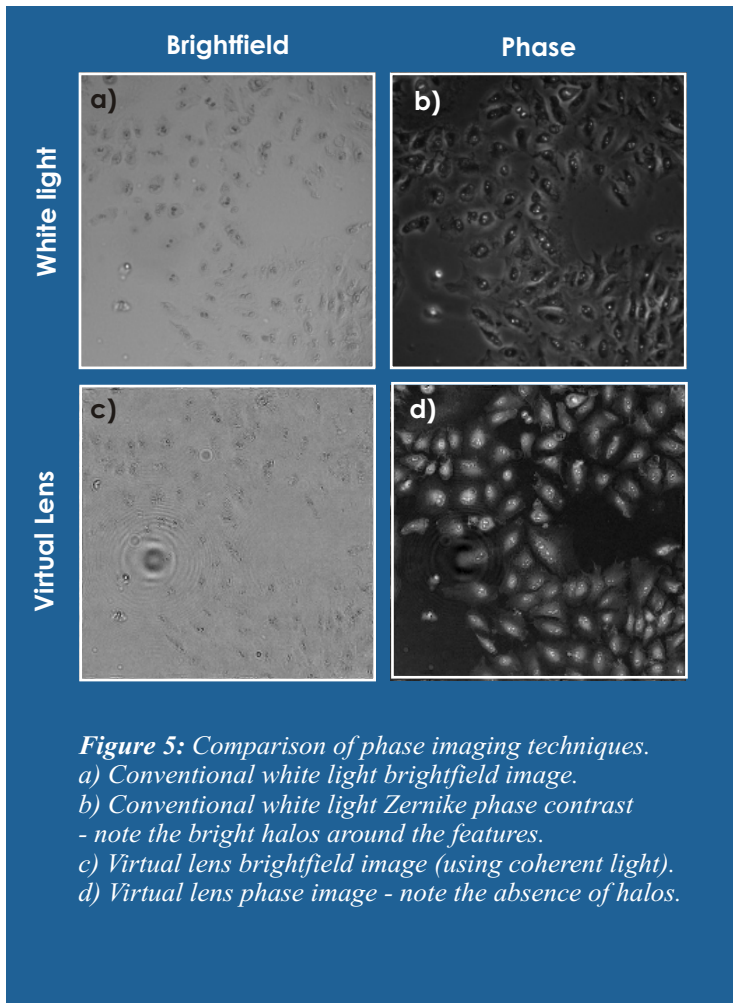 Brightfield
Phase
White light
a)
b)
Virtual Lens
c)
d)
Figure 5: Comparison of phase imaging techniques.
a) Conventional white light brightfield image.
b) Conventional white light Zernike phase contrast
- note the bright halos around the features.
c) Virtual lens brightfield image (using coherent light).
d) Virtual lens phase image - note the absence of halos.